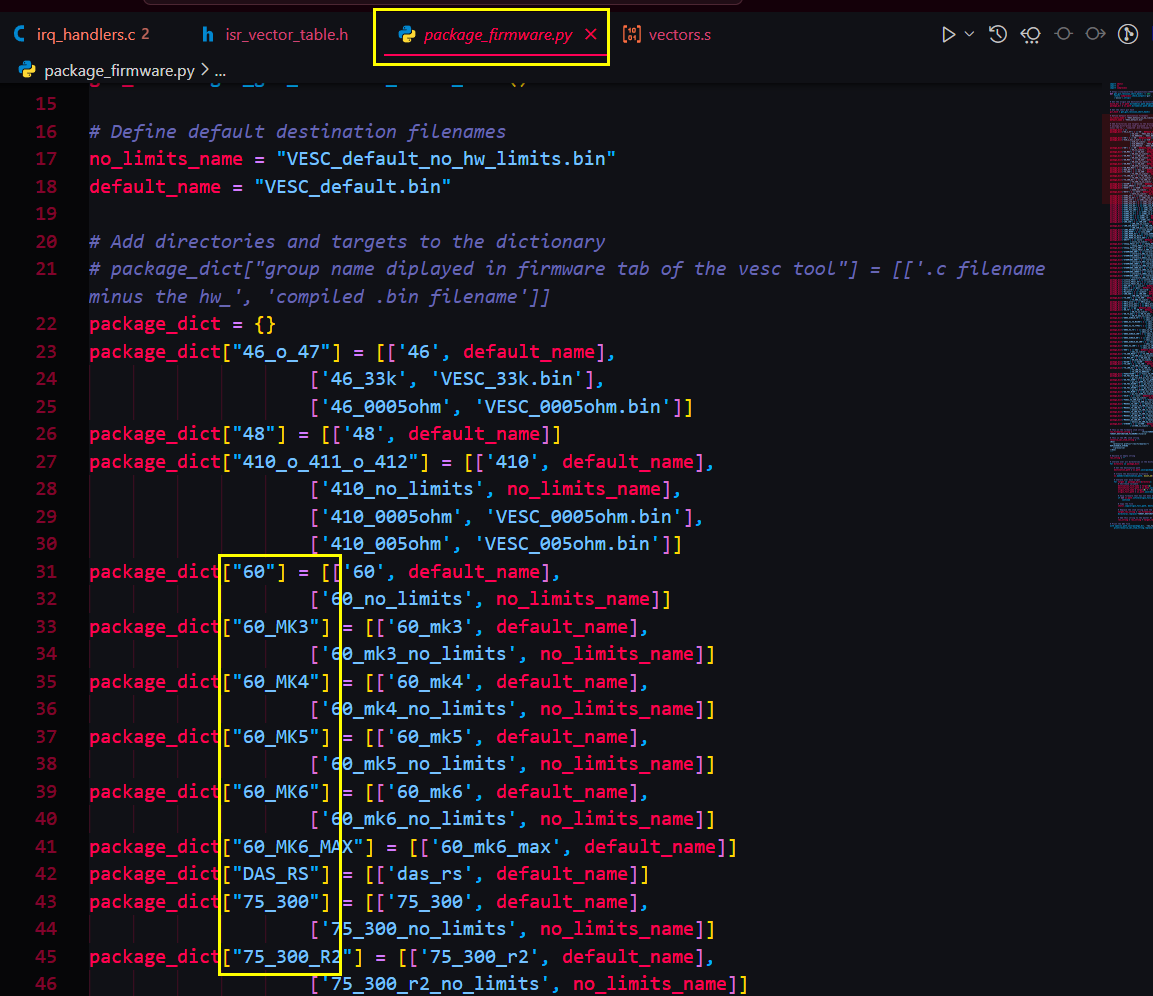 irq_handlers.c 2 isr_vector_table.h package_firmware.py vectors.s
package_firmware.py > ...
15
16 # Define default destination filenames
17 no_limits_name = "VESC_default_no_hw_limits.bin"
18 default_name = "VESC_default.bin"
19
20 # Add directories and targets to the dictionary
21 # package_dict["group name diplayed in firmware tab of the vesc tool"] = [['.c filename
minus the hw_', 'compiled .bin filename']]
22 package_dict = {}
23 package_dict["46_o_47"] = [['46', default_name],
24 ['46_33k', 'VESC_33k.bin'],
25 ['46_0005ohm', 'VESC_0005ohm.bin']]
26 package_dict["48"] = [['48', default_name]]
27 package_dict["410_o_411_o_412"] = [['410', default_name],
28 ['410_no_limits', no_limits_name],
29 ['410_0005ohm', 'VESC_0005ohm.bin'],
30 ['410_005ohm', 'VESC_005ohm.bin']]
31 package_dict["60"] = [['60', default_name],
32 ['60_no_limits', no_limits_name]]
33 package_dict["60_MK3"] = [['60_mk3', default_name],
34 ['60_mk3_no_limits', no_limits_name]]
35 package_dict["60_MK4"] = [['60_mk4', default_name],
36 ['60_mk4_no_limits', no_limits_name]]
37 package_dict["60_MK5"] = [['60_mk5', default_name],
38 ['60_mk5_no_limits', no_limits_name]]
39 package_dict["60_MK6"] = [['60_mk6', default_name],
40 ['60_mk6_no_limits', no_limits_name]]
41 package_dict["60_MK6_MAX"] = [['60_mk6_max', default_name]]
42 package_dict["DAS_RS"] = [['das_rs', default_name]]
43 package_dict["75_300"] = [['75_300', default_name],
44 ['75_300_no_limits', no_limits_name]]
45 package_dict["75_300_R2"] = [['75_300_r2', default_name],
46 ['75_300_r2_no_limits', no_limits_name]]